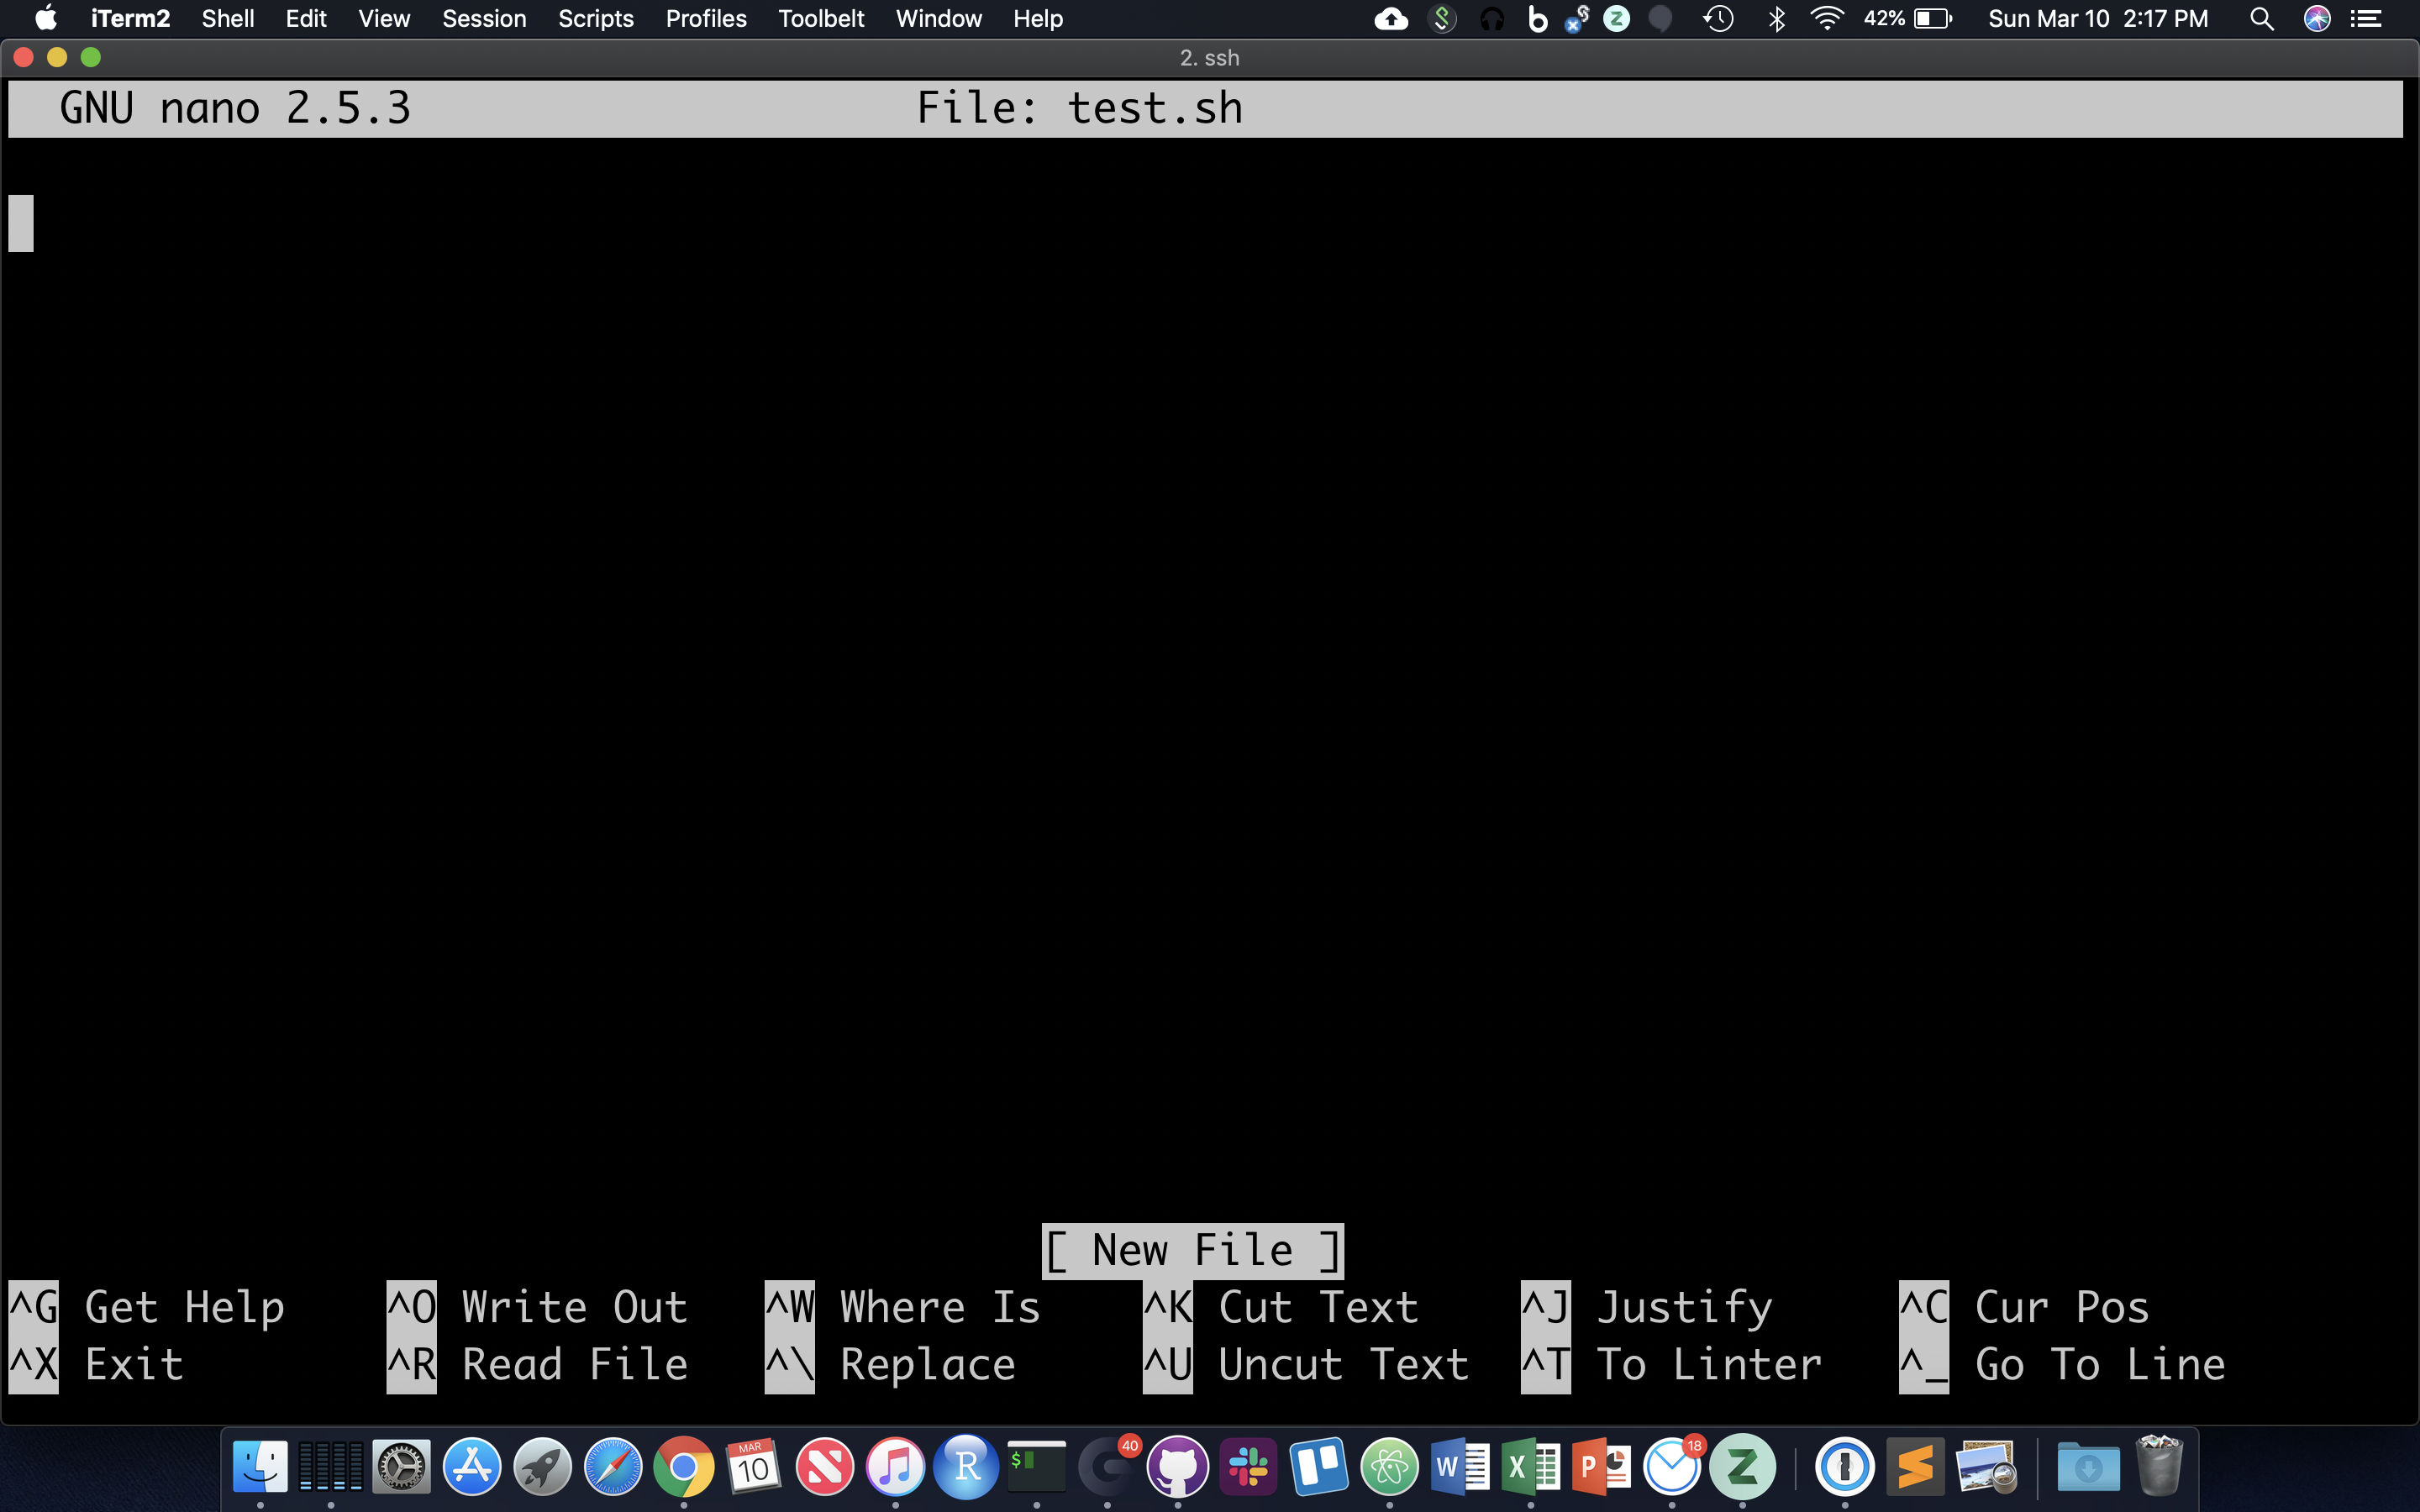 iTerm2 Shell Edit View Session Scripts Profiles Toolbelt Window Help 42% Sun Mar 10 2:17 PM
2. ssh
GNU nano 2.5.3 File: test.sh
[ New File ]
^G Get Help ^O Write Out ^W Where Is ^K Cut Text ^J Justify ^C Cur Pos
^X Exit ^R Read File ^\ Replace ^U Uncut Text ^T To Linter ^_ Go To Line
MAR
10
R
$
40
W
X
P
18
Z